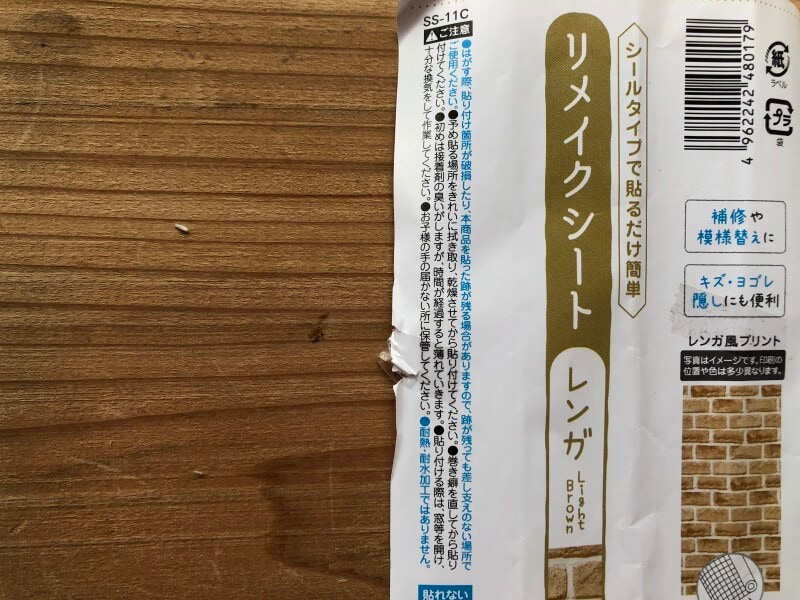 SS-11C
ご注意
●はがす際、貼り付け箇所が破損したり、本商品を貼った跡が残る場合がありますので、跡が残っても差し支えのない場所で
ご使用ください。●予め貼る場所をきれいに拭き取り、乾燥させてから貼り付けてください。●巻き癖を直してから貼り
付けてください。●初めは接着剤の臭いがしますが、時間が経過すると薄れていきます。●貼り付ける際は、窓等を開け、
十分な換気をして作業してください。●お子様の手の届かない所に保管してください。●耐熱・耐水加工ではありません。
貼れない
シールタイプで貼るだけ簡単
リメイクシート
レンガ
Light
Brown
4 962242 480179
紙
ラベル
プラ
袋
補修や
模様替えに
キズ・ヨゴレ
隠しにも便利
レンガ風プリント
写真はイメージです。印刷の
位置や色は多少異なります。